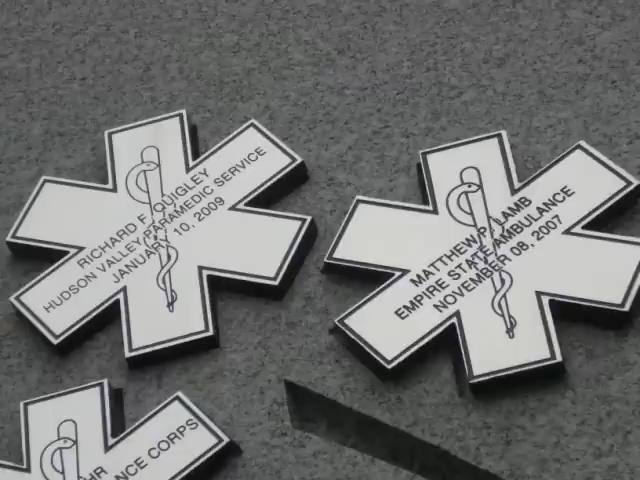 RICHARD F. QUIGLEY
HUDSON VALLEY PARAMEDIC SERVICE
JANUARY 10, 2009
MATTHEW P. LAMB
EMPIRE STATE AMBULANCE
NOVEMBER 08, 2007
HR
NCE CORPS